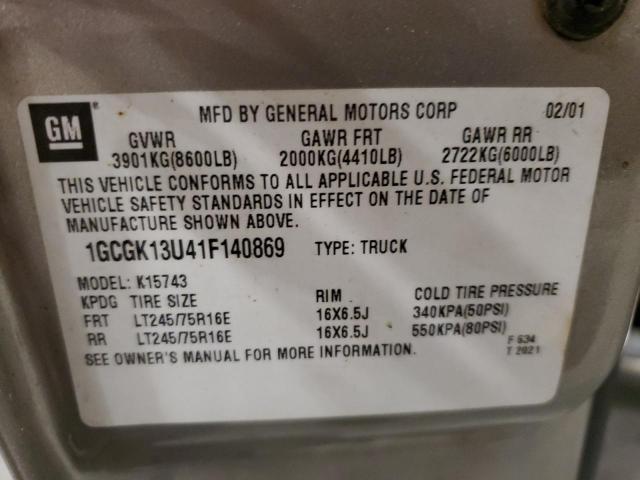 GM ® MFD BY GENERAL MOTORS CORP 02/01
GVWR GAWR FRT GAWR RR
3901KG(8600LB) 2000KG(4410LB) 2722KG(6000LB)
THIS VEHICLE CONFORMS TO ALL APPLICABLE U.S. FEDERAL MOTOR
VEHICLE SAFETY STANDARDS IN EFFECT ON THE DATE OF
MANUFACTURE SHOWN ABOVE.
1GCGK13U41F140869 TYPE: TRUCK
MODEL: K15743
KPDG TIRE SIZE RIM COLD TIRE PRESSURE
FRT LT245/75R16E 16X6.5J 340KPA(50PSI)
RR LT245/75R16E 16X6.5J 550KPA(80PSI)
SEE OWNER'S MANUAL FOR MORE INFORMATION. F 634
T 2021